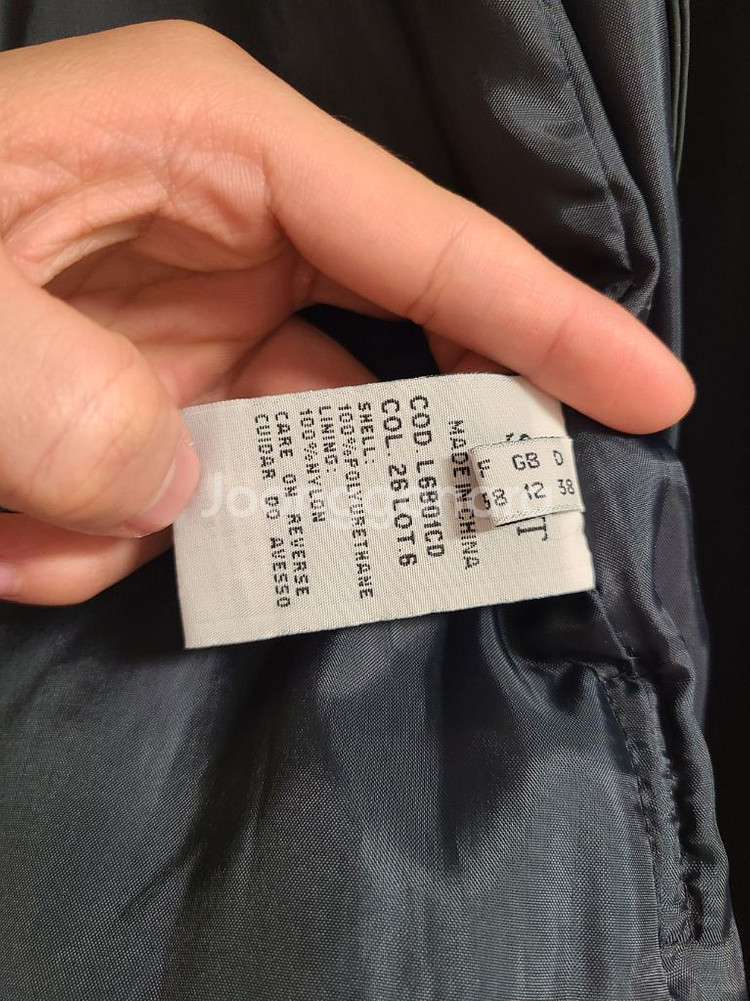 F GB D
38 12 38
MADE IN CHINA
COD L6801CD
COL. 26 LOT.6
SHELL:
100%POLYURETHANE
LINING:
100%NYLON
CARE ON REVERSE
CUIDAR DO AVESSO